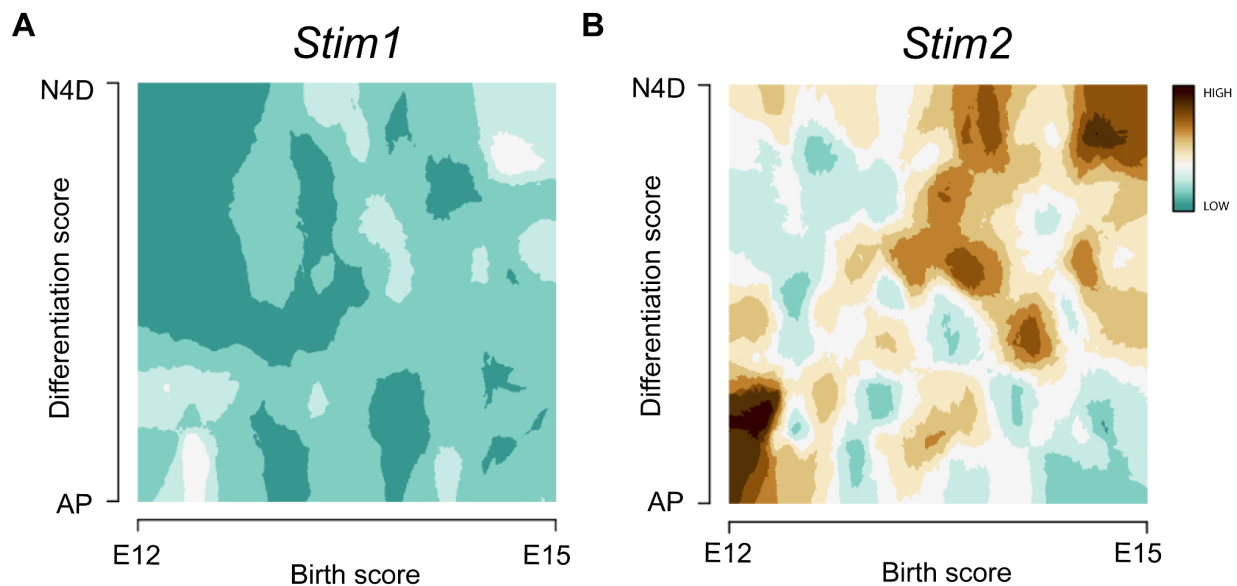 A
Stim1
N4D
Differentiation score
AP
E12
E15
Birth score
B
Stim2
N4D
Differentiation score
AP
E12
E15
Birth score
HIGH
LOW